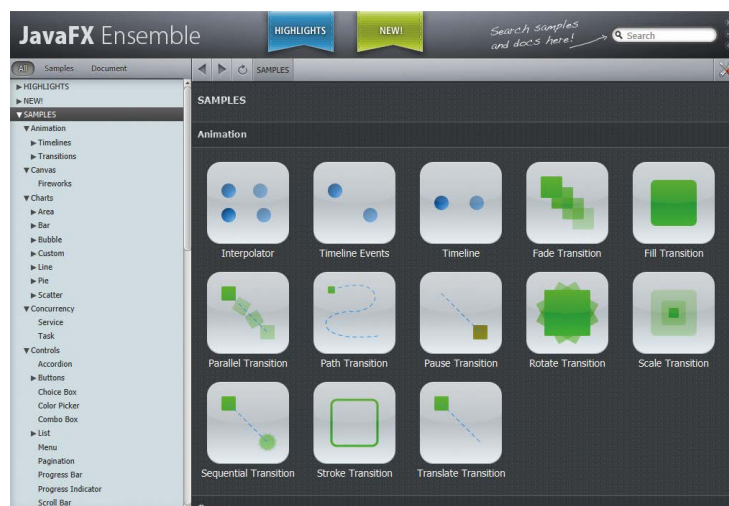 JavaFX Ensemble
HIGHLIGHTS
NEW!
Search samples
and docs here!
Search
All Samples Document
SAMPLES
HIGHLIGHTS
NEW!
SAMPLES
Animation
Timelines
Transitions
Canvas
Fireworks
Charts
Area
Bar
Bubble
Custom
Line
Pie
Scatter
Concurrency
Service
Task
Controls
Accordion
Buttons
Choice Box
Color Picker
Combo Box
List
Menu
Pagination
Progress Bar
Progress Indicator
Scroll Bar
SAMPLES
Animation
Interpolator Timeline Events Timeline Fade Transition Fill Transition
Parallel Transition Path Transition Pause Transition Rotate Transition Scale Transition
Sequential Transition Stroke Transition Translate Transition